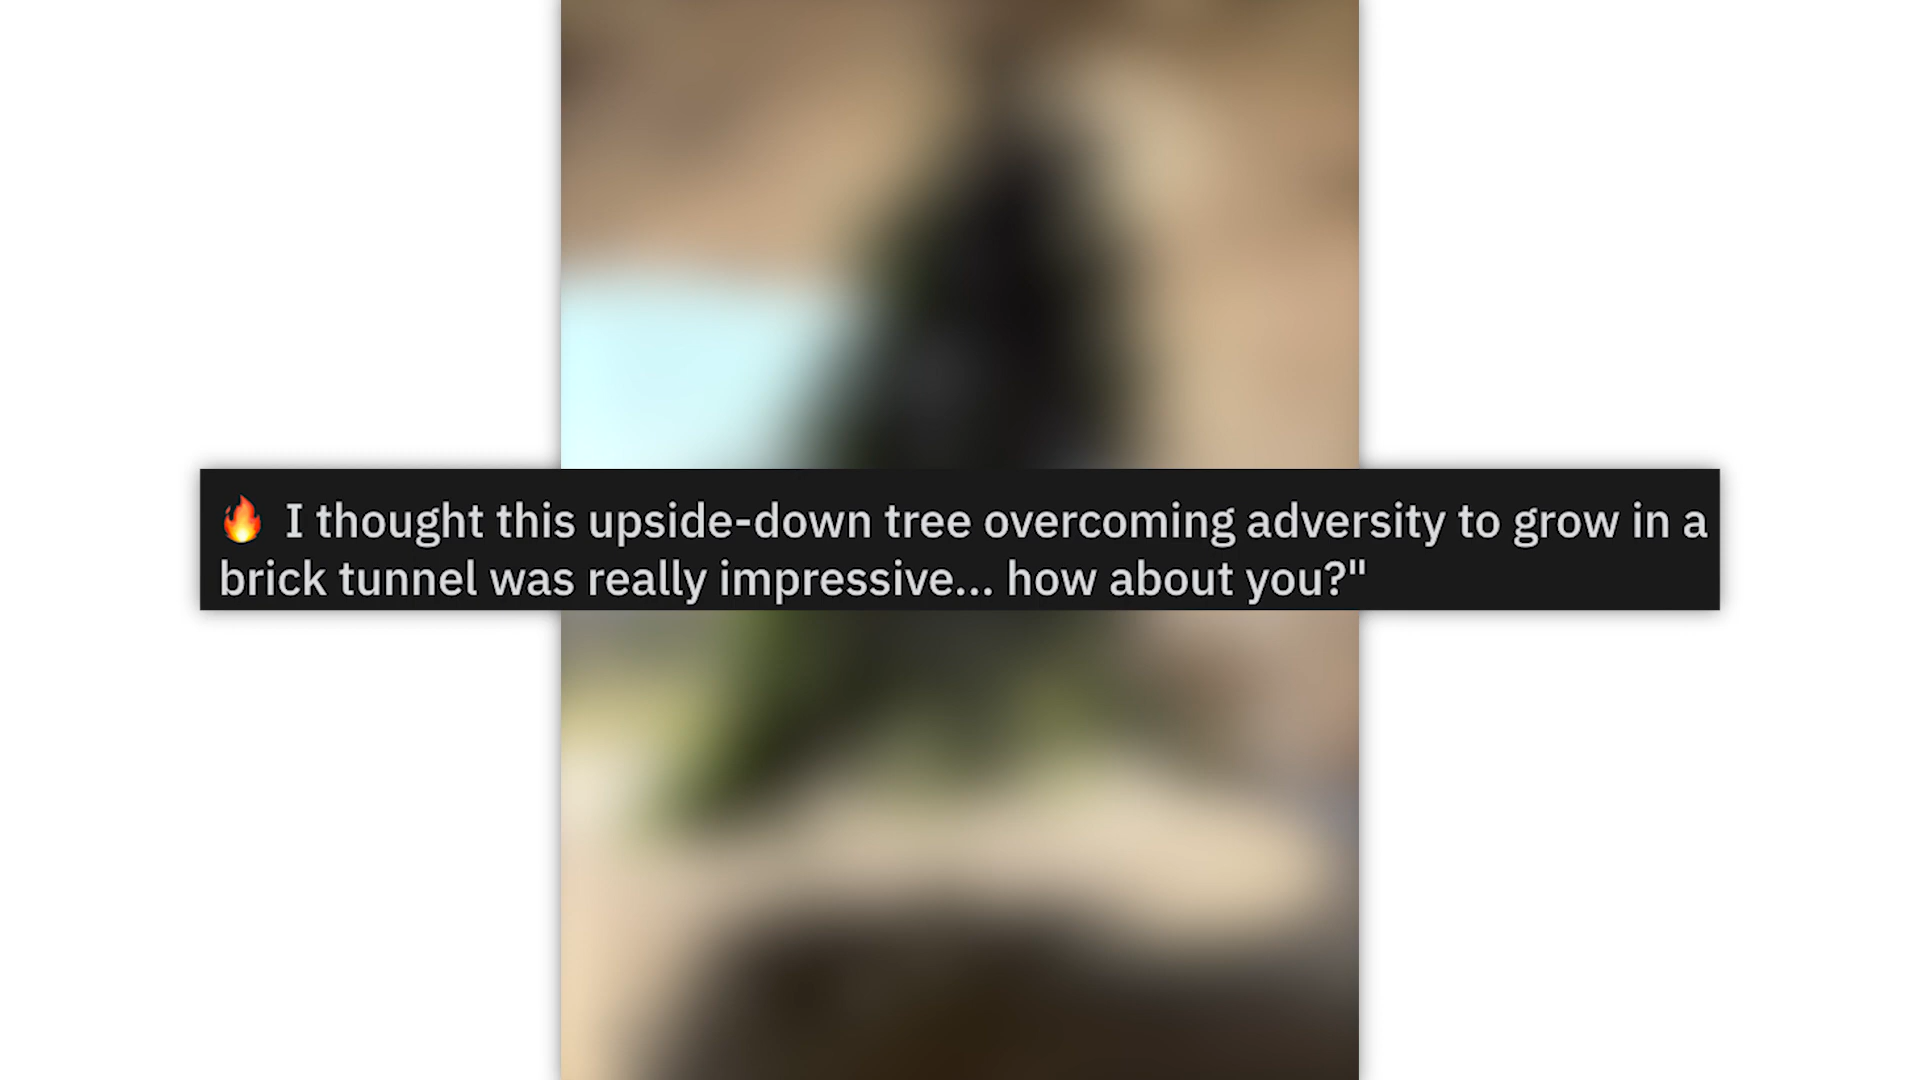 🔥 I thought this upside-down tree overcoming adversity to grow in a
brick tunnel was really impressive... how about you?"